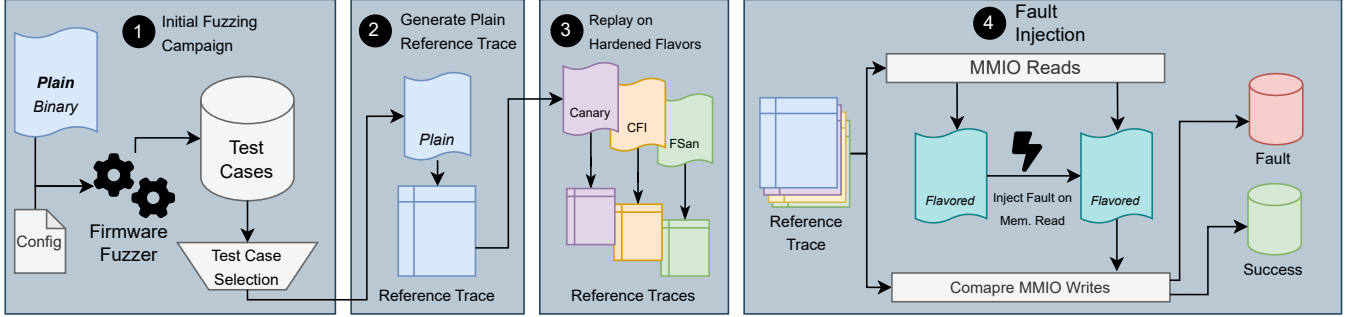 1
Initial Fuzzing
Campaign
Plain
Binary
Config
Firmware
Fuzzer
Test
Cases
Test Case
Selection
2
Generate Plain
Reference Trace
Plain
Reference Trace
3
Replay on
Hardened Flavors
Canary
CFI
FSan
Reference Traces
4
Fault
Injection
MMIO Reads
Reference
Trace
Flavored
Inject Fault on
Mem. Read
Flavored
Comapre MMIO Writes
Fault
Success